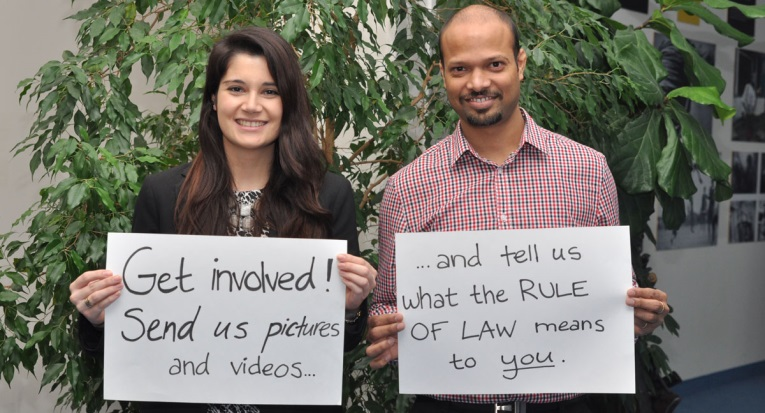 Get involved!
Send us pictures
and videos...
...and tell us
what the RULE
OF LAW means
to you.